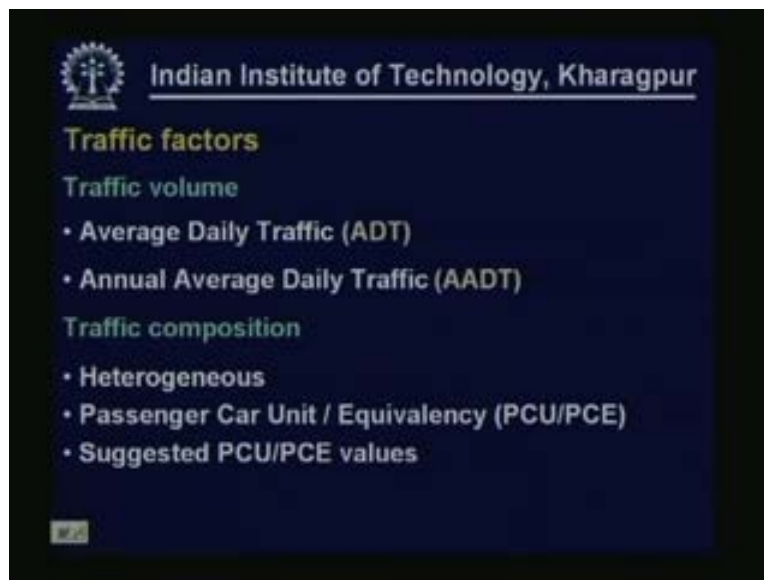 Indian Institute of Technology, Kharagpur
Traffic factors
Traffic volume
• Average Daily Traffic (ADT)
• Annual Average Daily Traffic (AADT)
Traffic composition
• Heterogeneous
• Passenger Car Unit / Equivalency (PCU/PCE)
• Suggested PCU/PCE values